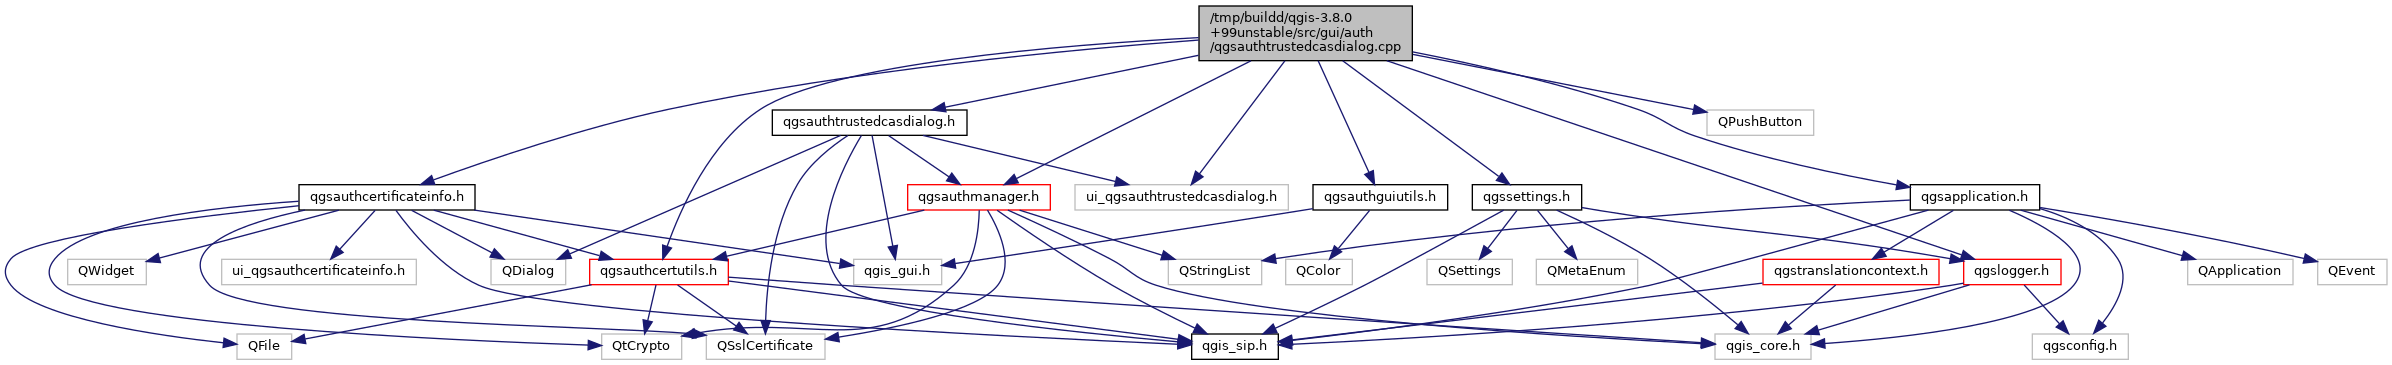 /tmp/buildd/qgis-3.8.0
+99unstable/src/gui/auth
/qgsauthtrustedcasdialog.cpp
qgsauthtrustedcasdialog.h
QPushButton
qgsauthcertificateinfo.h
qgsauthmanager.h
ui_qgsauthtrustedcasdialog.h
qgsauthguiutils.h
qgssettings.h
qgsapplication.h
QWidget
ui_qgsauthcertificateinfo.h
QDialog
qgsauthcertutils.h
qgis_gui.h
QStringList
QColor
QSettings
QMetaEnum
qgstranslationcontext.h
qgslogger.h
QApplication
QEvent
QFile
QtCrypto
QSslCertificate
qgis_sip.h
qgis_core.h
qgsconfig.h